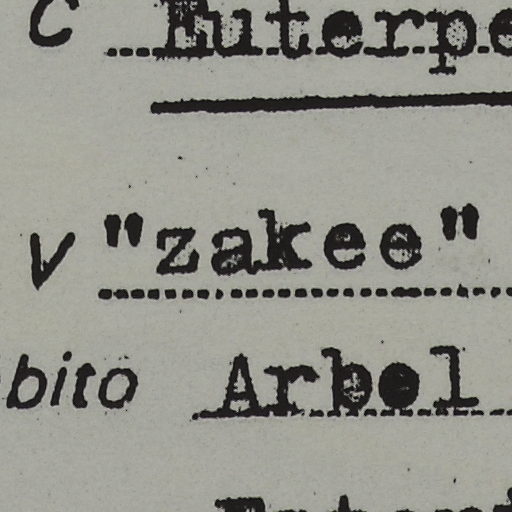 C Euterpe
V "zakee"
bito Arbel